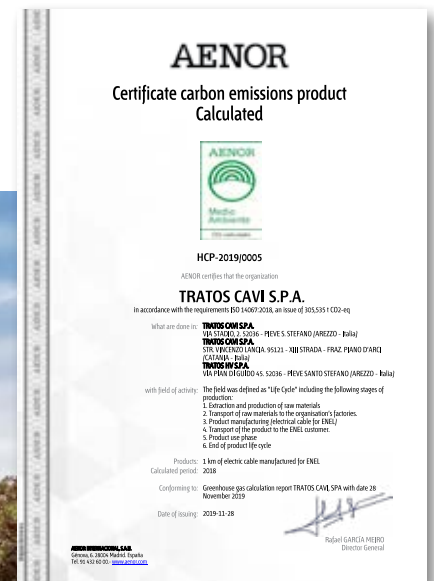 AENOR
Certificate carbon emissions product
Calculated
AENOR
Medio
Ambiente
HCP-2019/0005
AENOR certifies that the organization
TRATOS CAVI S.P.A.
in accordance with the requirements ISO 14067:2018, an issue of 305,535 t CO2-eq
What are done in: TRATOS CAVI S.P.A.
VIA STADIO, 2. 52036 - PIEVE S. STEFANO /AREZZO - Italia/
TRATOS CAVI S.P.A.
STR. VINCENZO LANCIA. 95121 - XIII STRADA - FRAZ. PIANO D'ARCI
/CATANIA - Italia/
TRATOS HV S.P.A.
VIA PIAN DI GUIDO 45. 52036 - PIEVE SANTO STEFANO /AREZZO - Italia/
with field of activity: The field was defined as "Life Cycle" including the following stages of
production:
1. Extraction and production of raw materials
2. Transport of raw materials to the organisation's factories.
3. Product manufacturing /electrical cable for ENEL/
4. Transport of the product to the ENEL customer.
5. Product use phase
6. End of product life cycle
Products: 1 km of electric cable manufactured for ENEL
Calculated period: 2018
Conforming to: Greenhouse gas calculation report TRATOS CAVI, SPA with date 28
November 2019
Date of issuing: 2019-11-28
Rafael GARCÍA MEIRO
Director General
AENOR INTERNACIONAL, S.A.U.
Génova, 6. 28004 Madrid. España
Tel. 91 432 60 00.- www.aenor.com